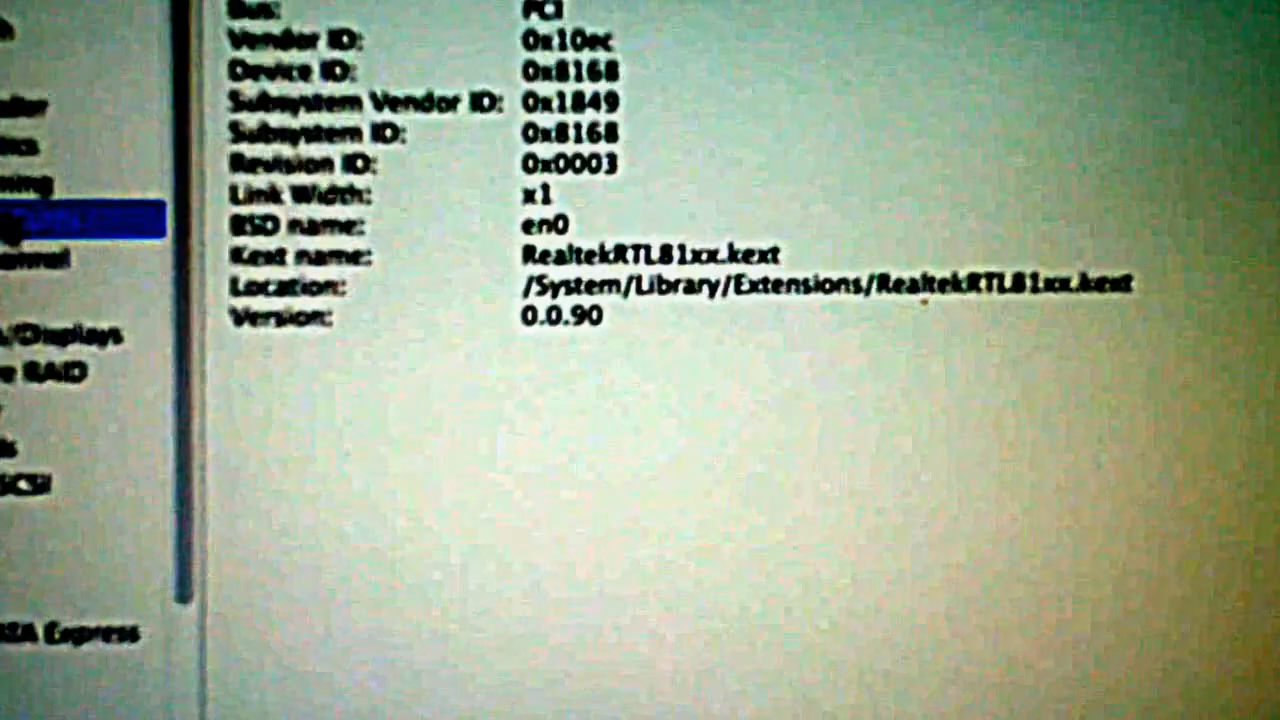 Bus: PCI
Vendor ID: 0x10ec
Device ID: 0x8168
Subsystem Vendor ID: 0x1849
Subsystem ID: 0x8168
Revision ID: 0x0003
Link Width: x1
BSD name: en0
Kext name: RealtekRTL81xx.kext
Location: /System/Library/Extensions/RealtekRTL81xx.kext
Version: 0.0.90
/Displays
RAID
SCSI
Express